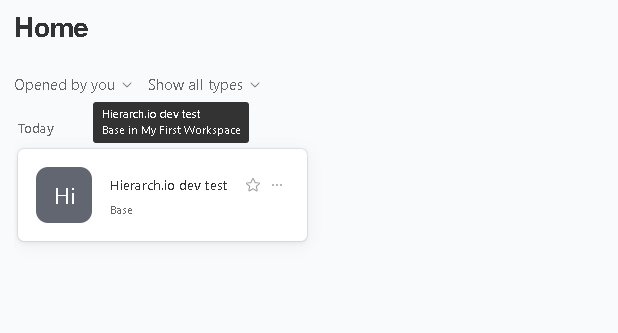 Home
Opened by you
Show all types
Hierarch.io dev test
Base in My First Workspace
Today
Hi
Hierarch.io dev test
Base